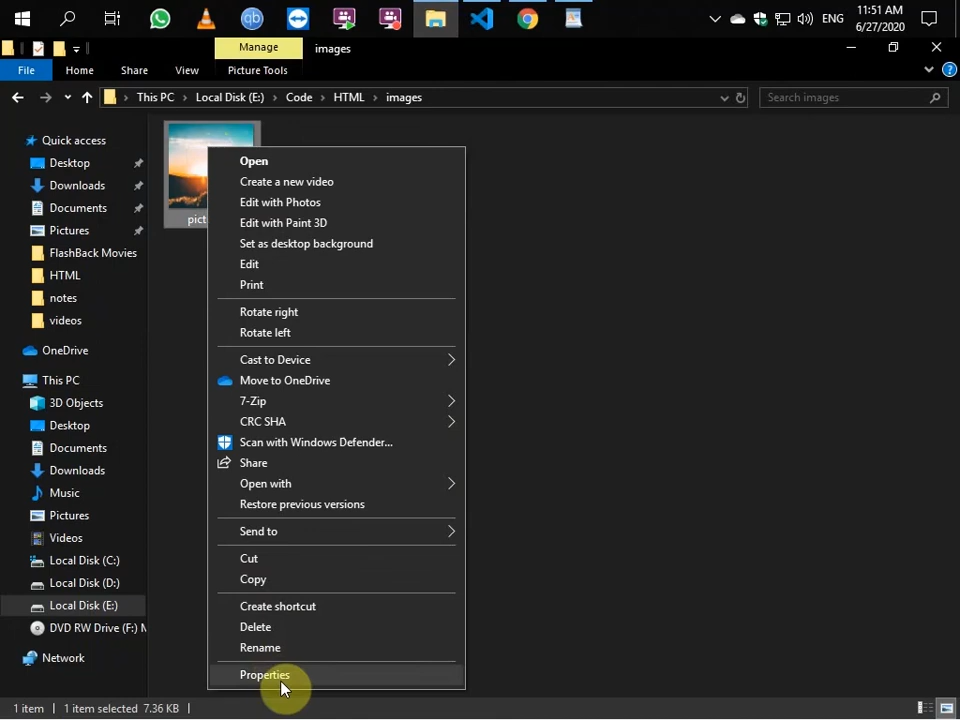 ENG
11:51 AM
6/27/2020
Manage
images
File
Home
Share
View
Picture Tools
This PC
Local Disk (E:)
Code
HTML
images
Search images
Quick access
Desktop
Downloads
Documents
Pictures
FlashBack Movies
HTML
notes
videos
OneDrive
This PC
3D Objects
Desktop
Documents
Downloads
Music
Pictures
Videos
Local Disk (C:)
Local Disk (D:)
Local Disk (E:)
DVD RW Drive (F:) M
Network
pict
Open
Create a new video
Edit with Photos
Edit with Paint 3D
Set as desktop background
Edit
Print
Rotate right
Rotate left
Cast to Device
Move to OneDrive
7-Zip
CRC SHA
Scan with Windows Defender...
Share
Open with
Restore previous versions
Send to
Cut
Copy
Create shortcut
Delete
Rename
Properties
1 item
1 item selected 7.36 KB